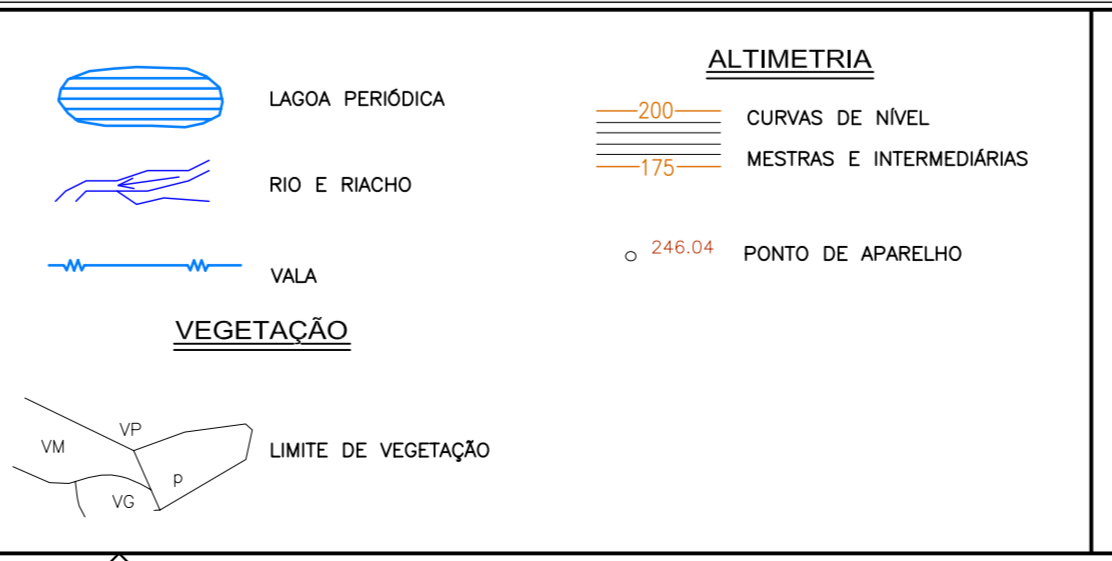 LAGOA PERIÓDICA
RIO E RIACHO
VALA
VEGETAÇÃO
VP
VM
P
VG
LIMITE DE VEGETAÇÃO
ALTIMETRIA
200
CURVAS DE NÍVEL
175
MESTRAS E INTERMEDIÁRIAS
246.04
PONTO DE APARELHO